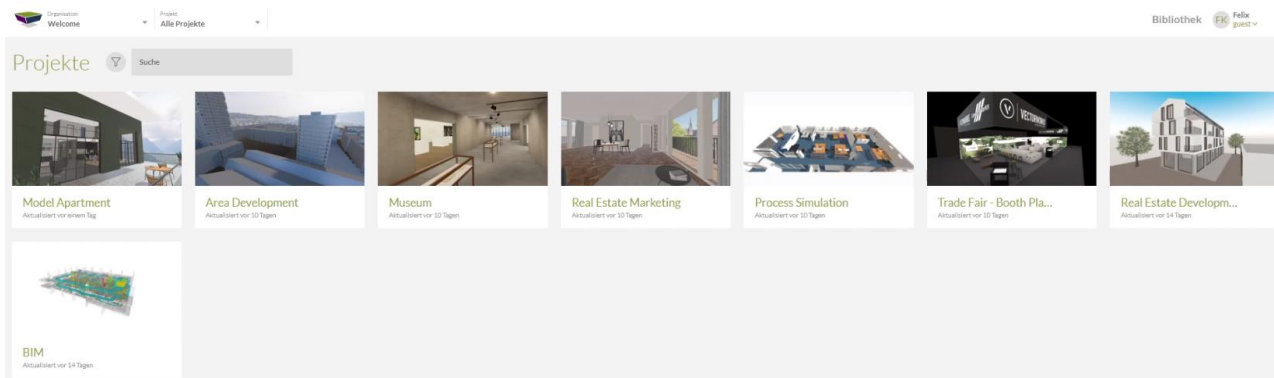 Organisation
Welcome
Projekt
Alle Projekte
Bibliothek
FK
Felix
guest
Projekte
Suche
VECTORWORKS
Model Apartment
Aktualisiert vor einem Tag
Area Development
Aktualisiert vor 10 Tagen
Museum
Aktualisiert vor 10 Tagen
Real Estate Marketing
Aktualisiert vor 10 Tagen
Process Simulation
Aktualisiert vor 10 Tagen
Trade Fair - Booth Pla...
Aktualisiert vor 10 Tagen
Real Estate Developm...
Aktualisiert vor 14 Tagen
BIM
Aktualisiert vor 14 Tagen